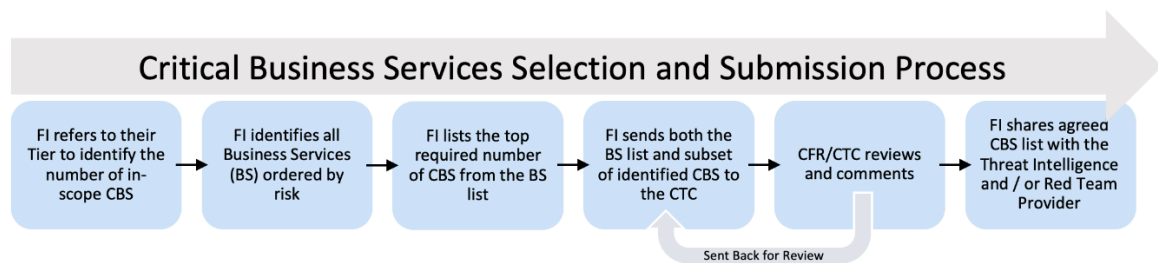 Critical Business Services Selection and Submission Process
FI refers to their
Tier to identify the
number of in-
scope CBS
FI identifies all
Business Services
(BS) ordered by
risk
FI lists the top
required number
of CBS from the BS
list
FI sends both the
BS list and subset
of identified CBS to
the CTC
CFR/CTC reviews
and comments
FI shares agreed
CBS list with the
Threat Intelligence
and / or Red Team
Provider
Sent Back for Review